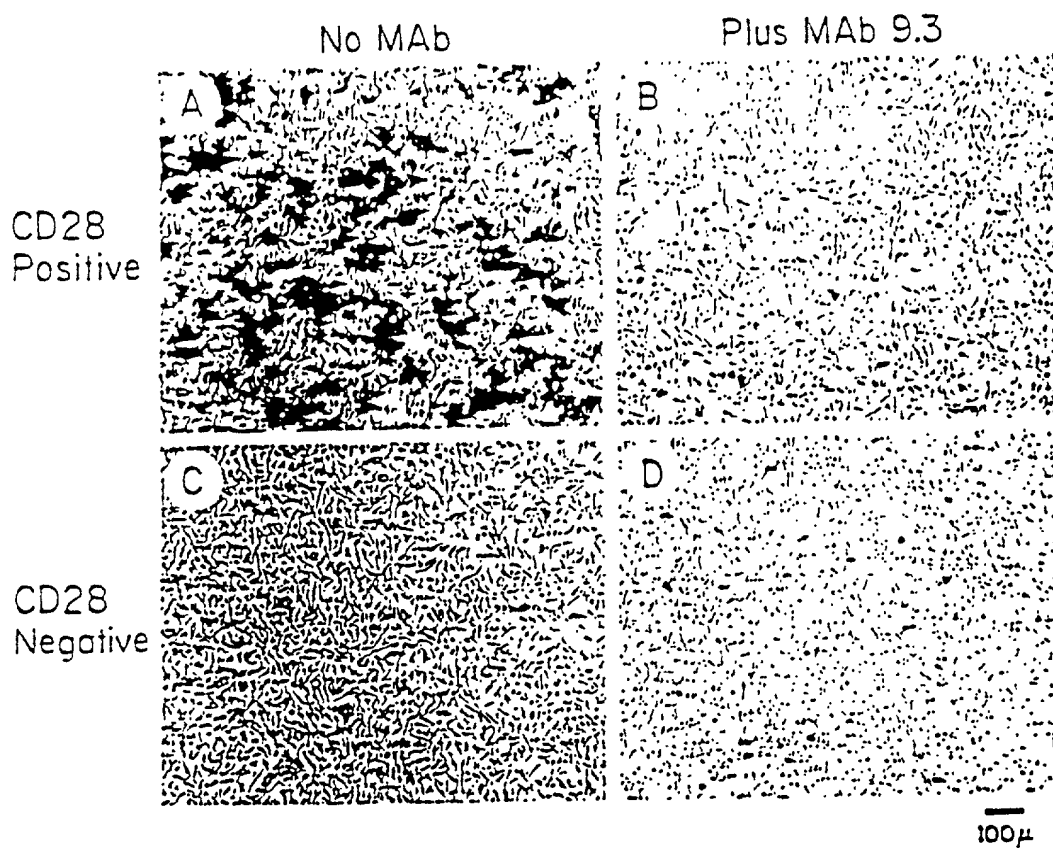 No MAb
Plus MAb 9.3
A
B
CD28
Positive
C
D
CD28
Negative
100μ